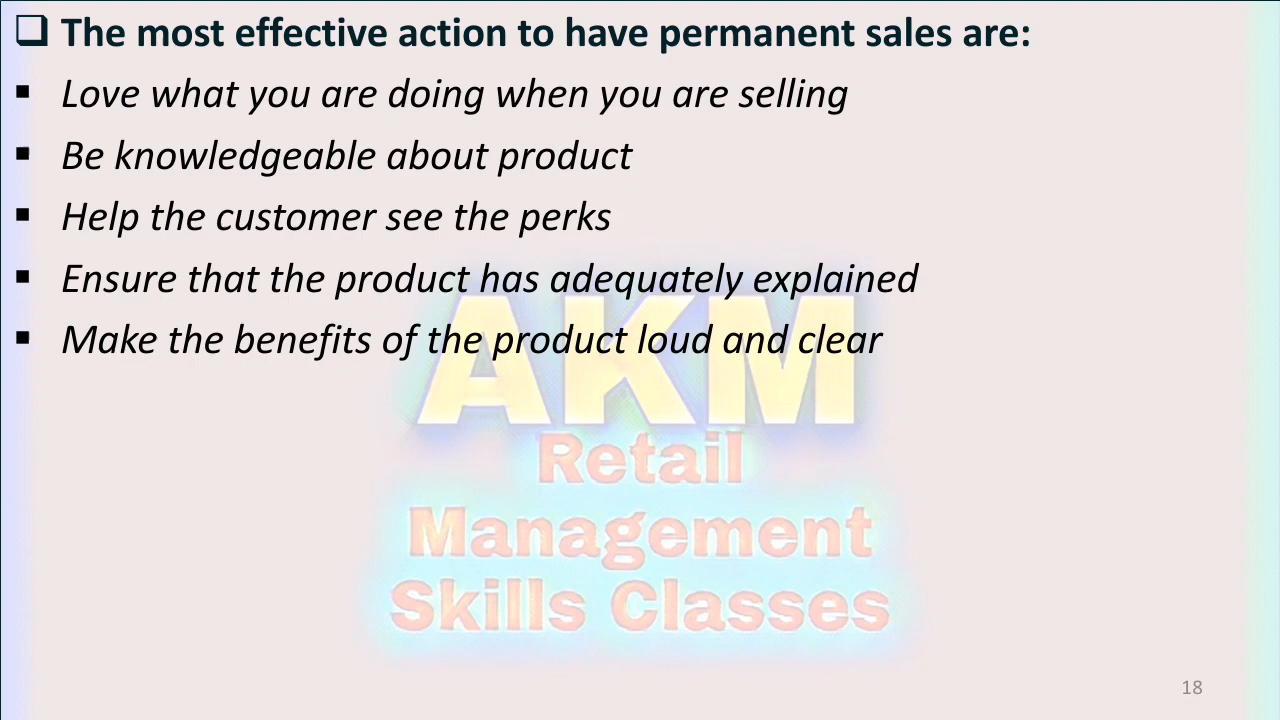 ❑ The most effective action to have permanent sales are:
▪ Love what you are doing when you are selling
▪ Be knowledgeable about product
▪ Help the customer see the perks
▪ Ensure that the product has adequately explained
▪ Make the benefits of the product loud and clear
AKM
Retail
Management
Skills Classes
18